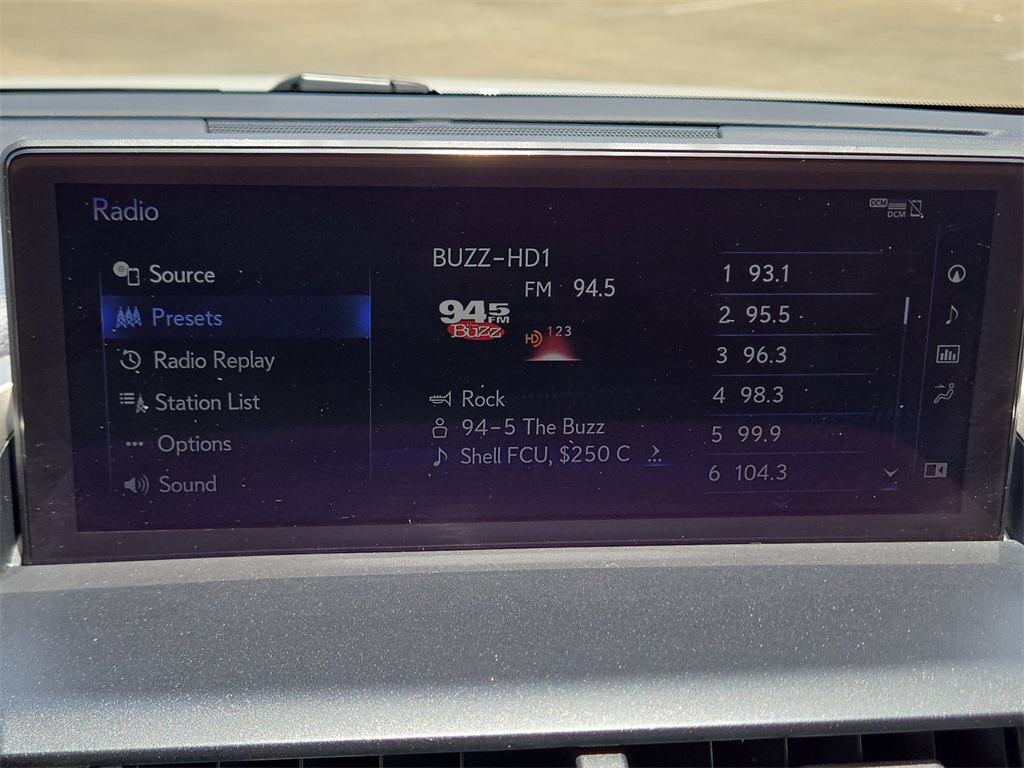 Radio
DCM
DCM
Source
Presets
Radio Replay
Station List
Options
Sound
BUZZ-HD1
FM 94.5
94.5 FM
Buzz
HD 123
Rock
94-5 The Buzz
Shell FCU, $250 C
1 93.1
2 95.5
3 96.3
4 98.3
5 99.9
6 104.3